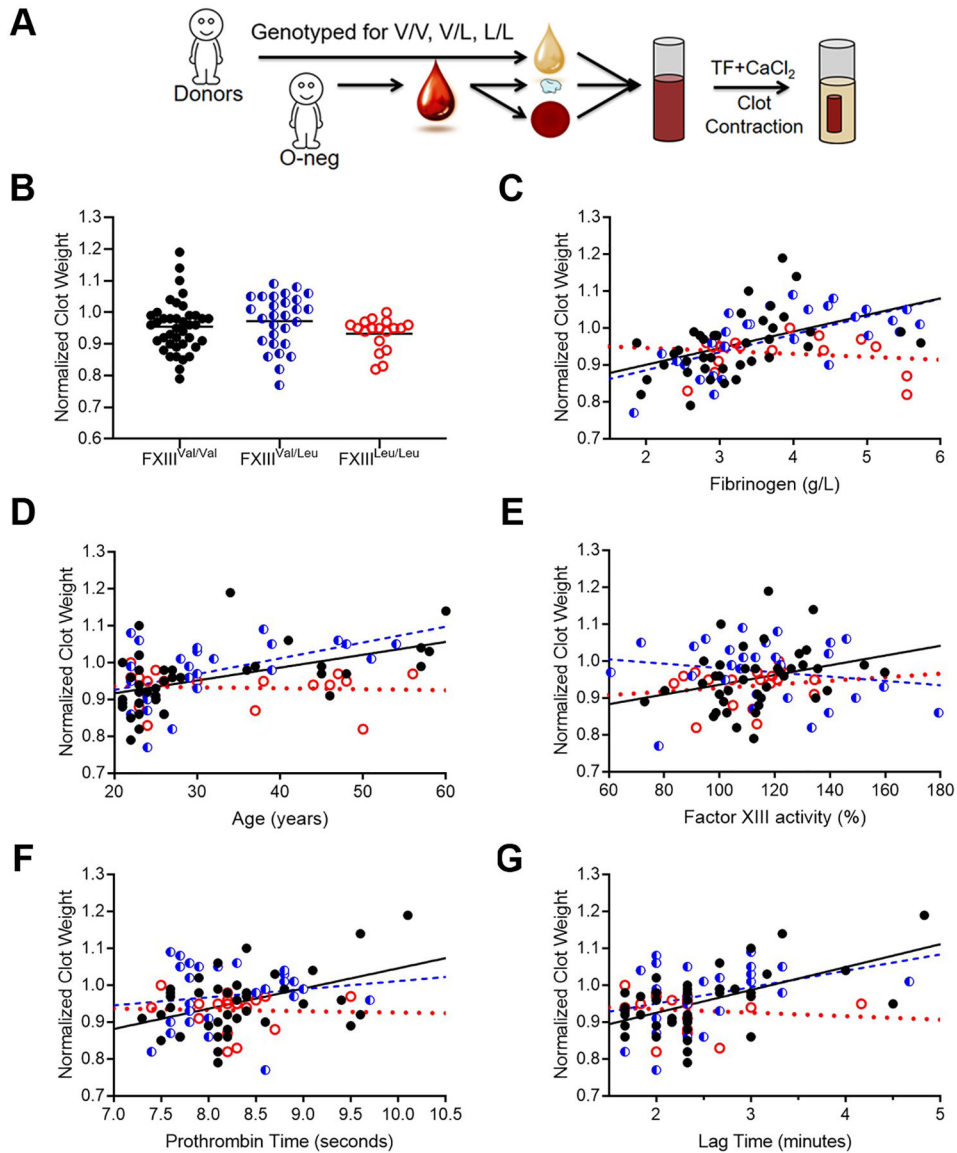 A
Genotyped for V/V, V/L, L/L
Donors
O-neg
TF+CaCl2
Clot
Contraction
B
Normalized Clot Weight
1.3
1.2
1.1
1.0
0.9
0.8
0.7
0.6
FXIIIVal/Val FXIIIVal/Leu FXIIILeu/Leu
C
Normalized Clot Weight
1.3
1.2
1.1
1.0
0.9
0.8
0.7
2 3 4 5 6
Fibrinogen (g/L)
D
Normalized Clot Weight
1.3
1.2
1.1
1.0
0.9
0.8
0.7
20 30 40 50 60
Age (years)
E
Normalized Clot Weight
1.3
1.2
1.1
1.0
0.9
0.8
0.7
60 80 100 120 140 160 180
Factor XIII activity (%)
F
Normalized Clot Weight
1.3
1.2
1.1
1.0
0.9
0.8
0.7
7.0 7.5 8.0 8.5 9.0 9.5 10.0 10.5
Prothrombin Time (seconds)
G
Normalized Clot Weight
1.3
1.2
1.1
1.0
0.9
0.8
0.7
2 3 4 5
Lag Time (minutes)